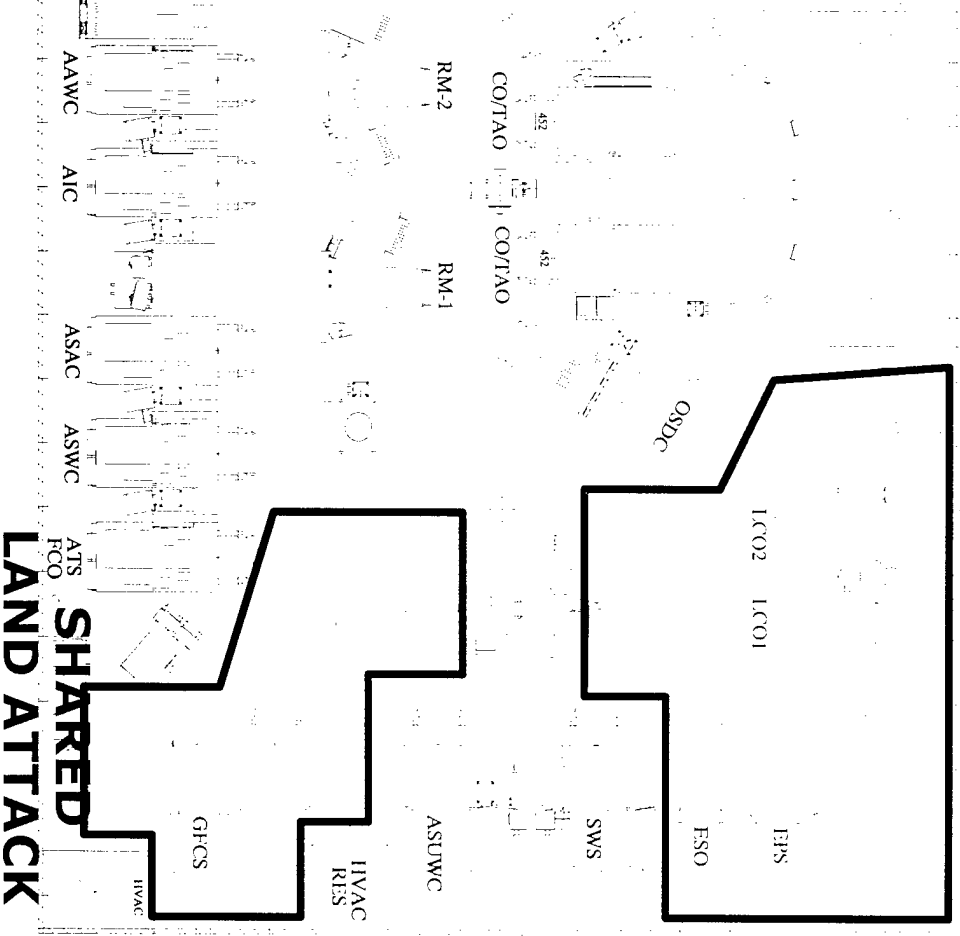 EPS
LCO2
LCO1
ESO
OSDC
SWS
452
452
CO/TAO
CO/TAO
RM-2
RM-1
ASUWC
HVAC
RES
GFCS
HVAC
AAWC
AIC
ASAC
ASWC
ATS
FCO
SHARED
LAND ATTACK